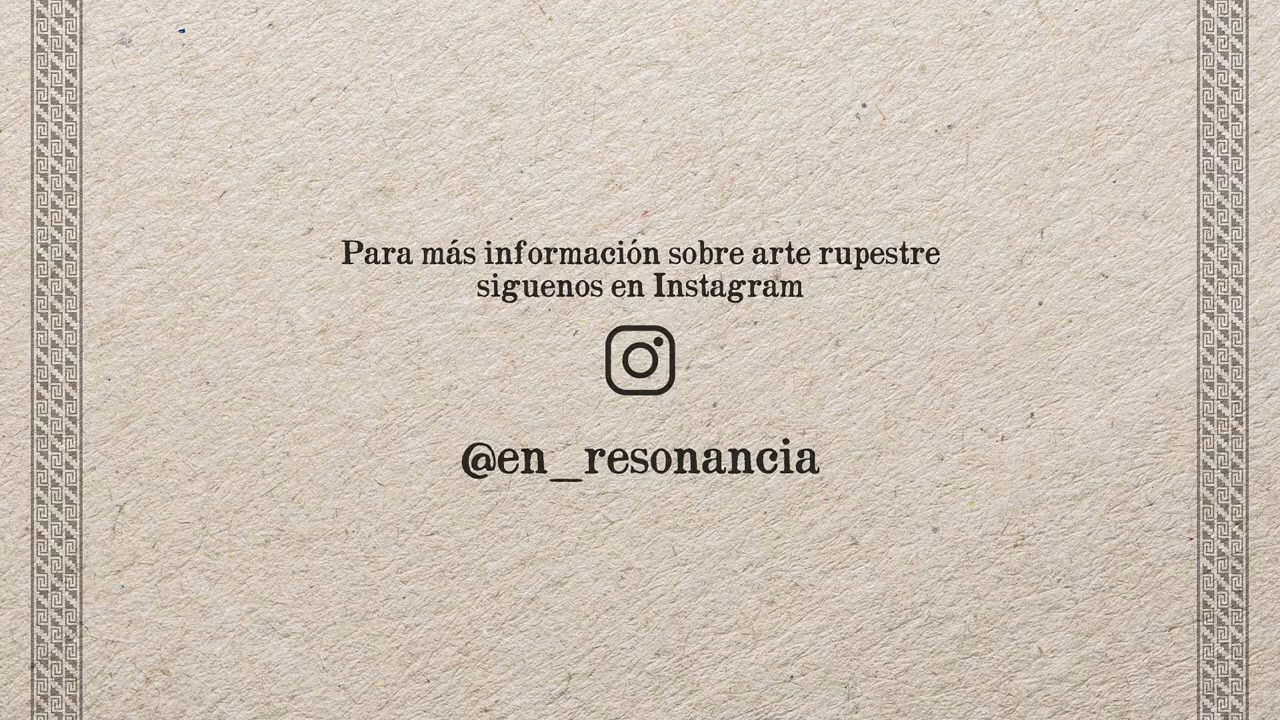 Para más información sobre arte rupestre
siguenos en Instagram
@en_resonancia